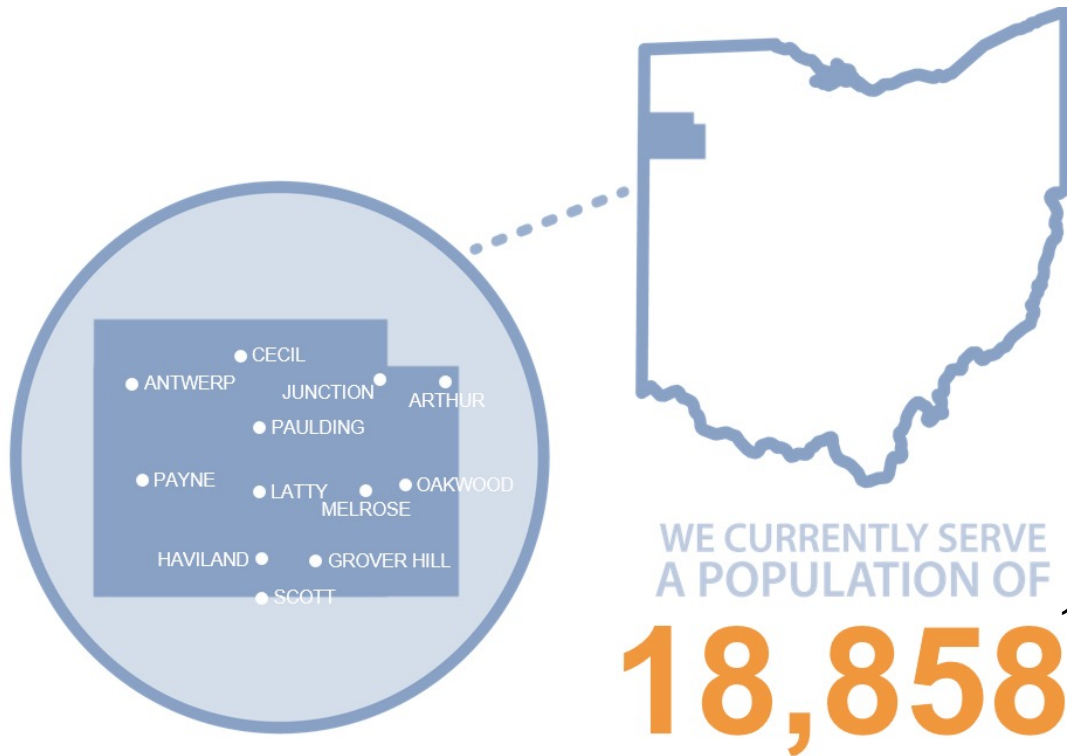 CECIL
ANTWERP
JUNCTION
ARTHUR
PAULDING
PAYNE
LATTY
OAKWOOD
MELROSE
HAVILAND
GROVER HILL
SCOTT
WE CURRENTLY SERVE
A POPULATION OF
18,858